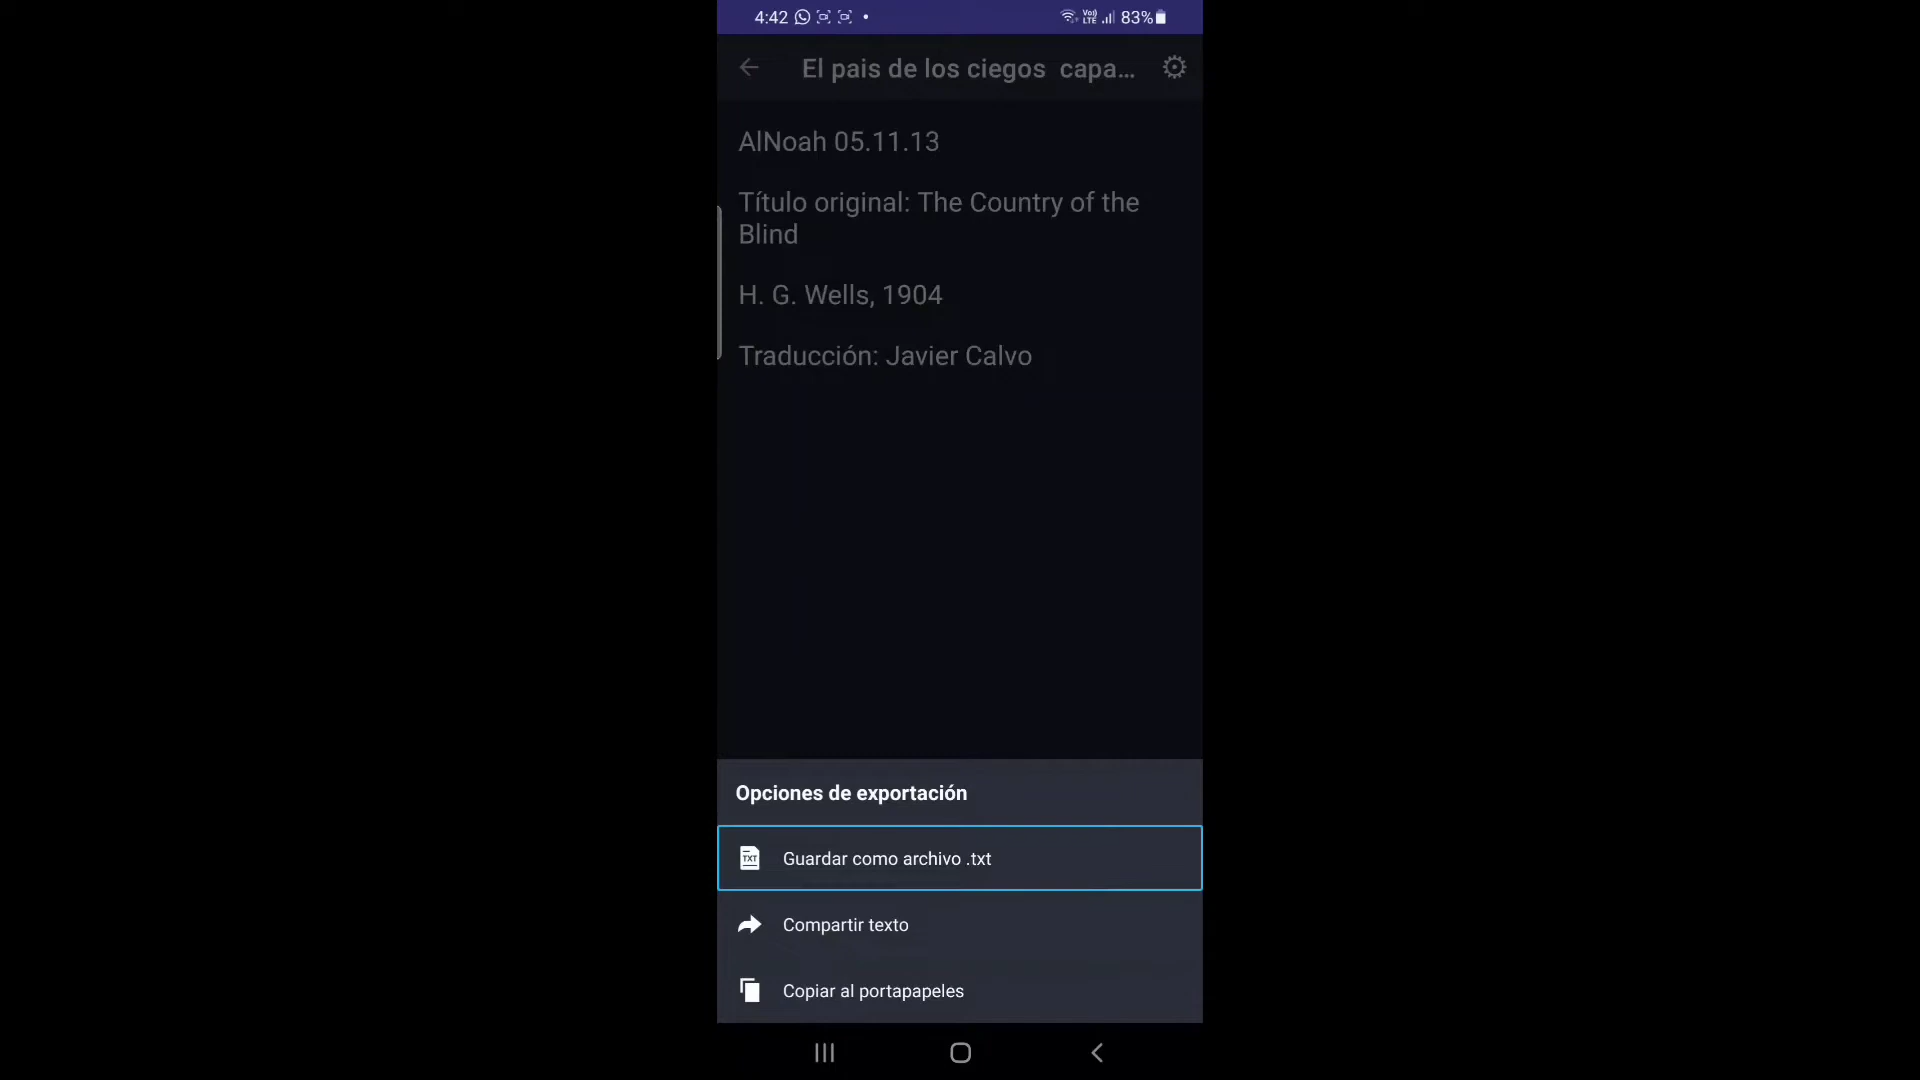 4:42 83%
El pais de los ciegos capa...
AlNoah 05.11.13
Título original: The Country of the
Blind
H. G. Wells, 1904
Traducción: Javier Calvo
Opciones de exportación
TXT Guardar como archivo .txt
Compartir texto
Copiar al portapapeles